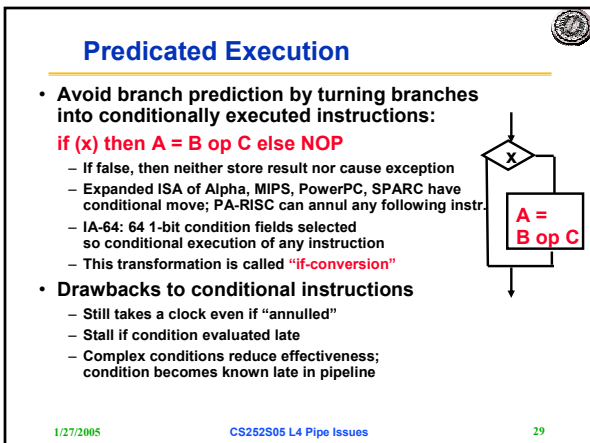 Predicated Execution
• Avoid branch prediction by turning branches
into conditionally executed instructions:
if (x) then A = B op C else NOP
– If false, then neither store result nor cause exception
– Expanded ISA of Alpha, MIPS, PowerPC, SPARC have
conditional move; PA-RISC can annul any following instr.
– IA-64: 64 1-bit condition fields selected
so conditional execution of any instruction
– This transformation is called “if-conversion”
• Drawbacks to conditional instructions
– Still takes a clock even if “annulled”
– Stall if condition evaluated late
– Complex conditions reduce effectiveness;
condition becomes known late in pipeline
x
A =
B op C
1/27/2005
CS252S05 L4 Pipe Issues
29